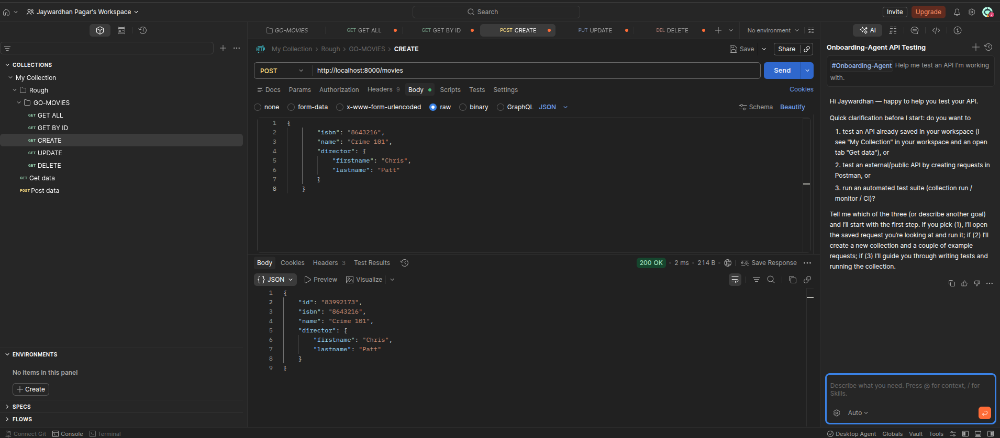 Jaywardhan Pagar's Workspace
Search
Invite
Upgrade
GO-MOVIES
GET GET ALL
GET GET BY ID
POST CREATE
PUT UPDATE
DEL DELETE
No environment
AI
COLLECTIONS
My Collection
Rough
GO-MOVIES
GET GET ALL
GET GET BY ID
GET CREATE
GET UPDATE
GET DELETE
GET Get data
POST Post data
ENVIRONMENTS
No items in this panel
Create
SPECS
FLOWS
HTTP
My Collection > Rough > GO-MOVIES > CREATE
Save
Share
POST
http://localhost:8000/movies
Send
Docs
Params
Authorization
Headers 9
Body
Scripts
Tests
Settings
Cookies
none
form-data
x-www-form-urlencoded
raw
binary
GraphQL
JSON
Schema
Beautify
1 {
2 "isbn": "8643216",
3 "name": "Crime 101",
4 "director": {
5 "firstname": "Chris",
6 "lastname": "Patt"
7 }
8 }
Body
Cookies
Headers 3
Test Results
200 OK
2 ms
214 B
e.g. Save Response
{} JSON
Preview
Visualize
1 {
2 "id": "83992173",
3 "isbn": "8643216",
4 "name": "Crime 101",
5 "director": {
6 "firstname": "Chris",
7 "lastname": "Patt"
8 }
9 }
Onboarding-Agent API Testing
#Onboarding-Agent Help me test an API I'm working
with.
Hi Jaywardhan — happy to help you test your API.
Quick clarification before I start: do you want to
1. test an API already saved in your workspace (I
see "My Collection" in your workspace and an open
tab "Get data"), or
2. test an external/public API by creating requests in
Postman, or
3. run an automated test suite (collection run /
monitor / CI)?
Tell me which of the three (or describe another goal)
and I'll start with the first step. If you pick (1), I'll open
the saved request you're looking at and run it; if (2) I'll
create a new collection and a couple of example
requests; if (3) I'll guide you through writing tests and
running the collection.
Describe what you need. Press @ for context, / for
Skills.
Auto
Connect Git
Console
Terminal
Desktop Agent
Globals
Vault
Tools